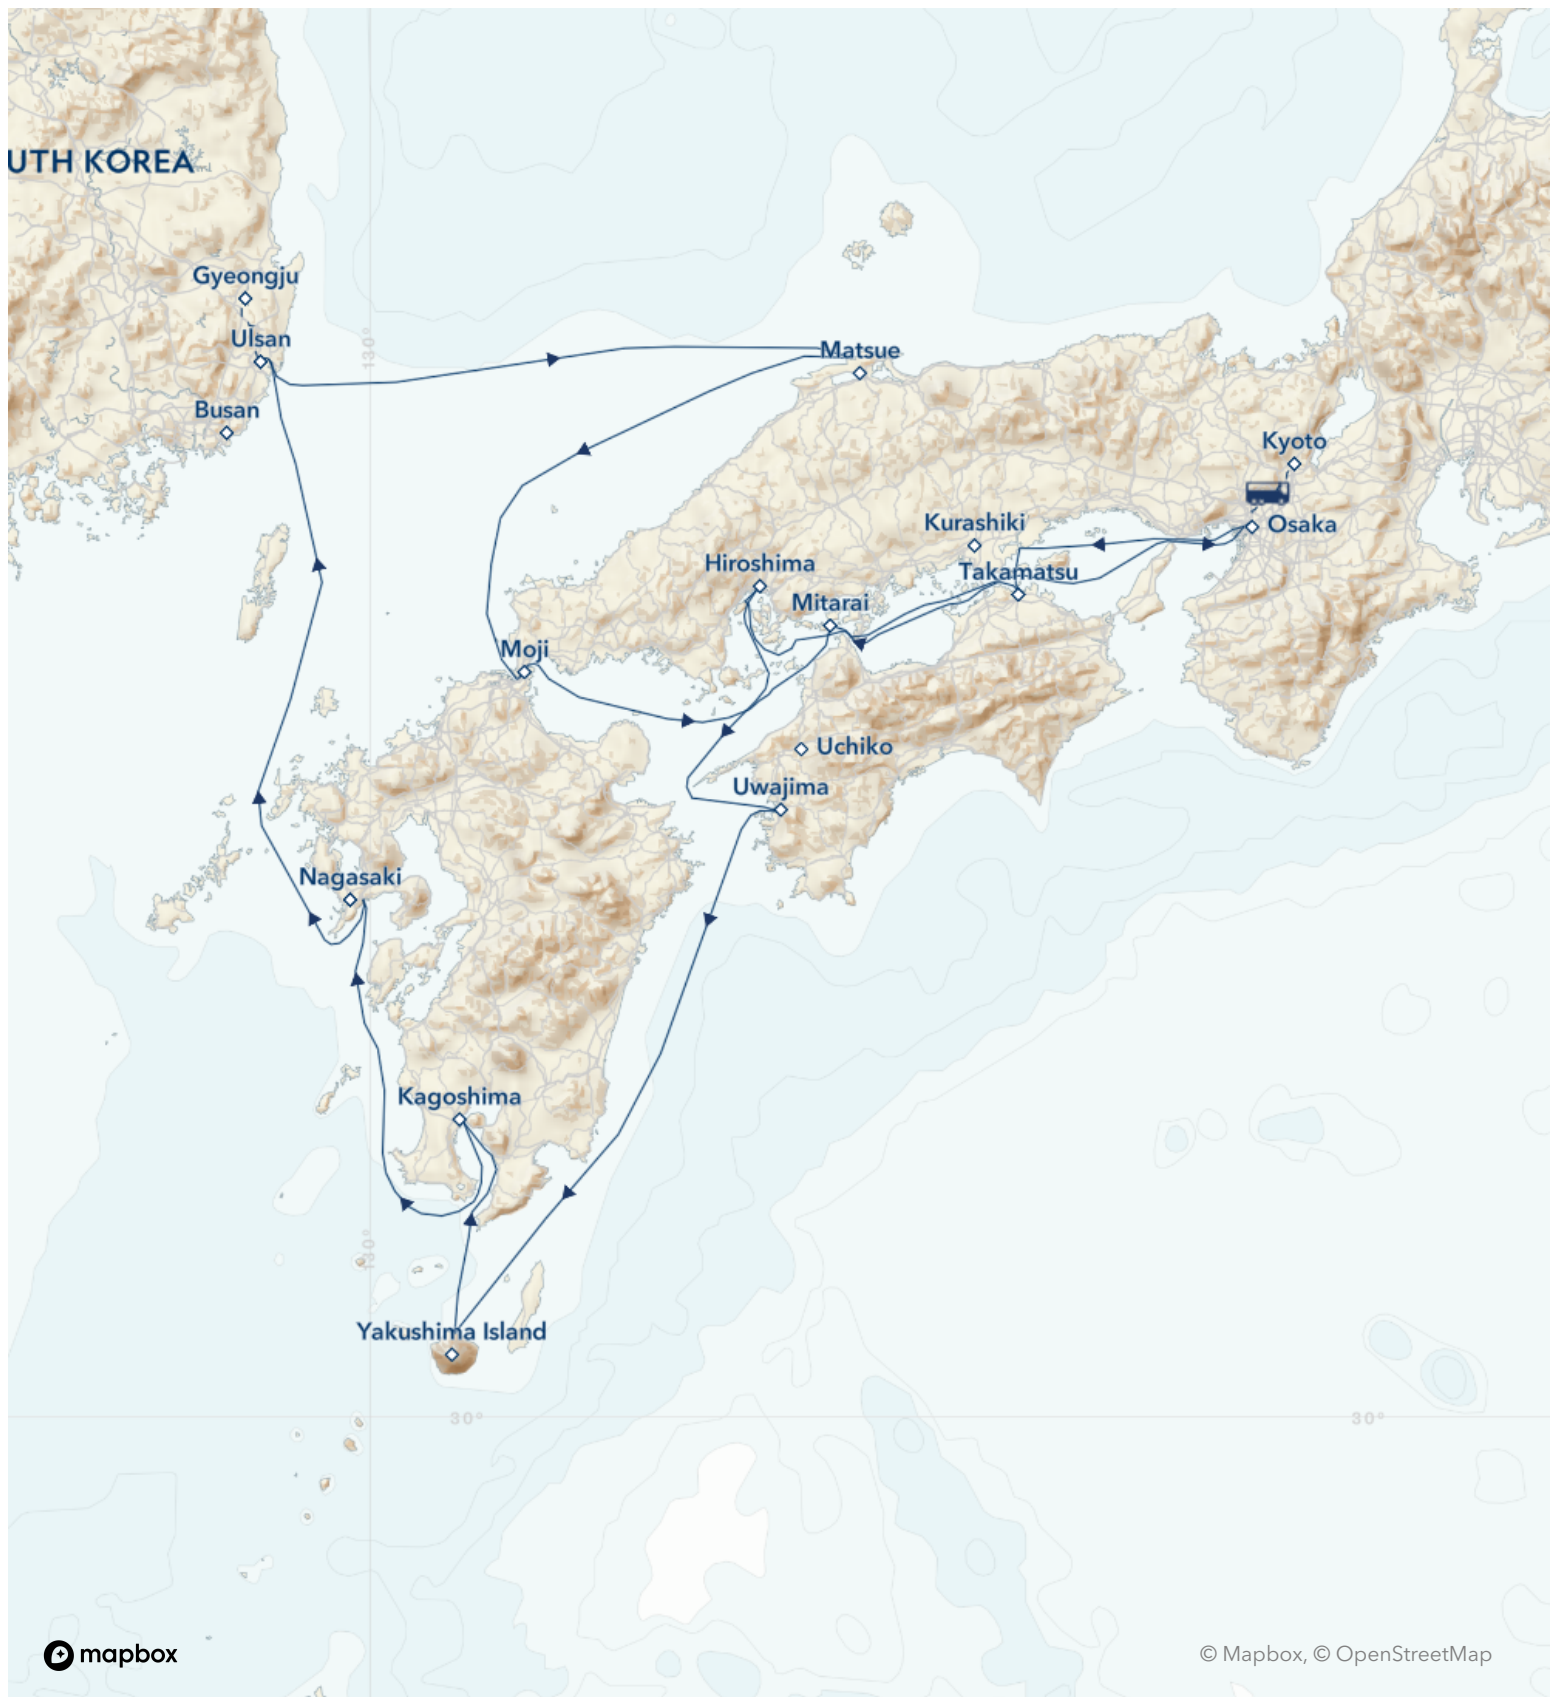 UTH KOREA
Gyeongju
130°
Ulsan
Matsue
Busan
Kyoto
Kurashiki
Osaka
Hiroshima
Takamatsu
Mitarai
Moji
Uchiko
Uwajima
Nagasaki
Kagoshima
130°
Yakushima Island
30°
30°
mapbox
© Mapbox, © OpenStreetMap